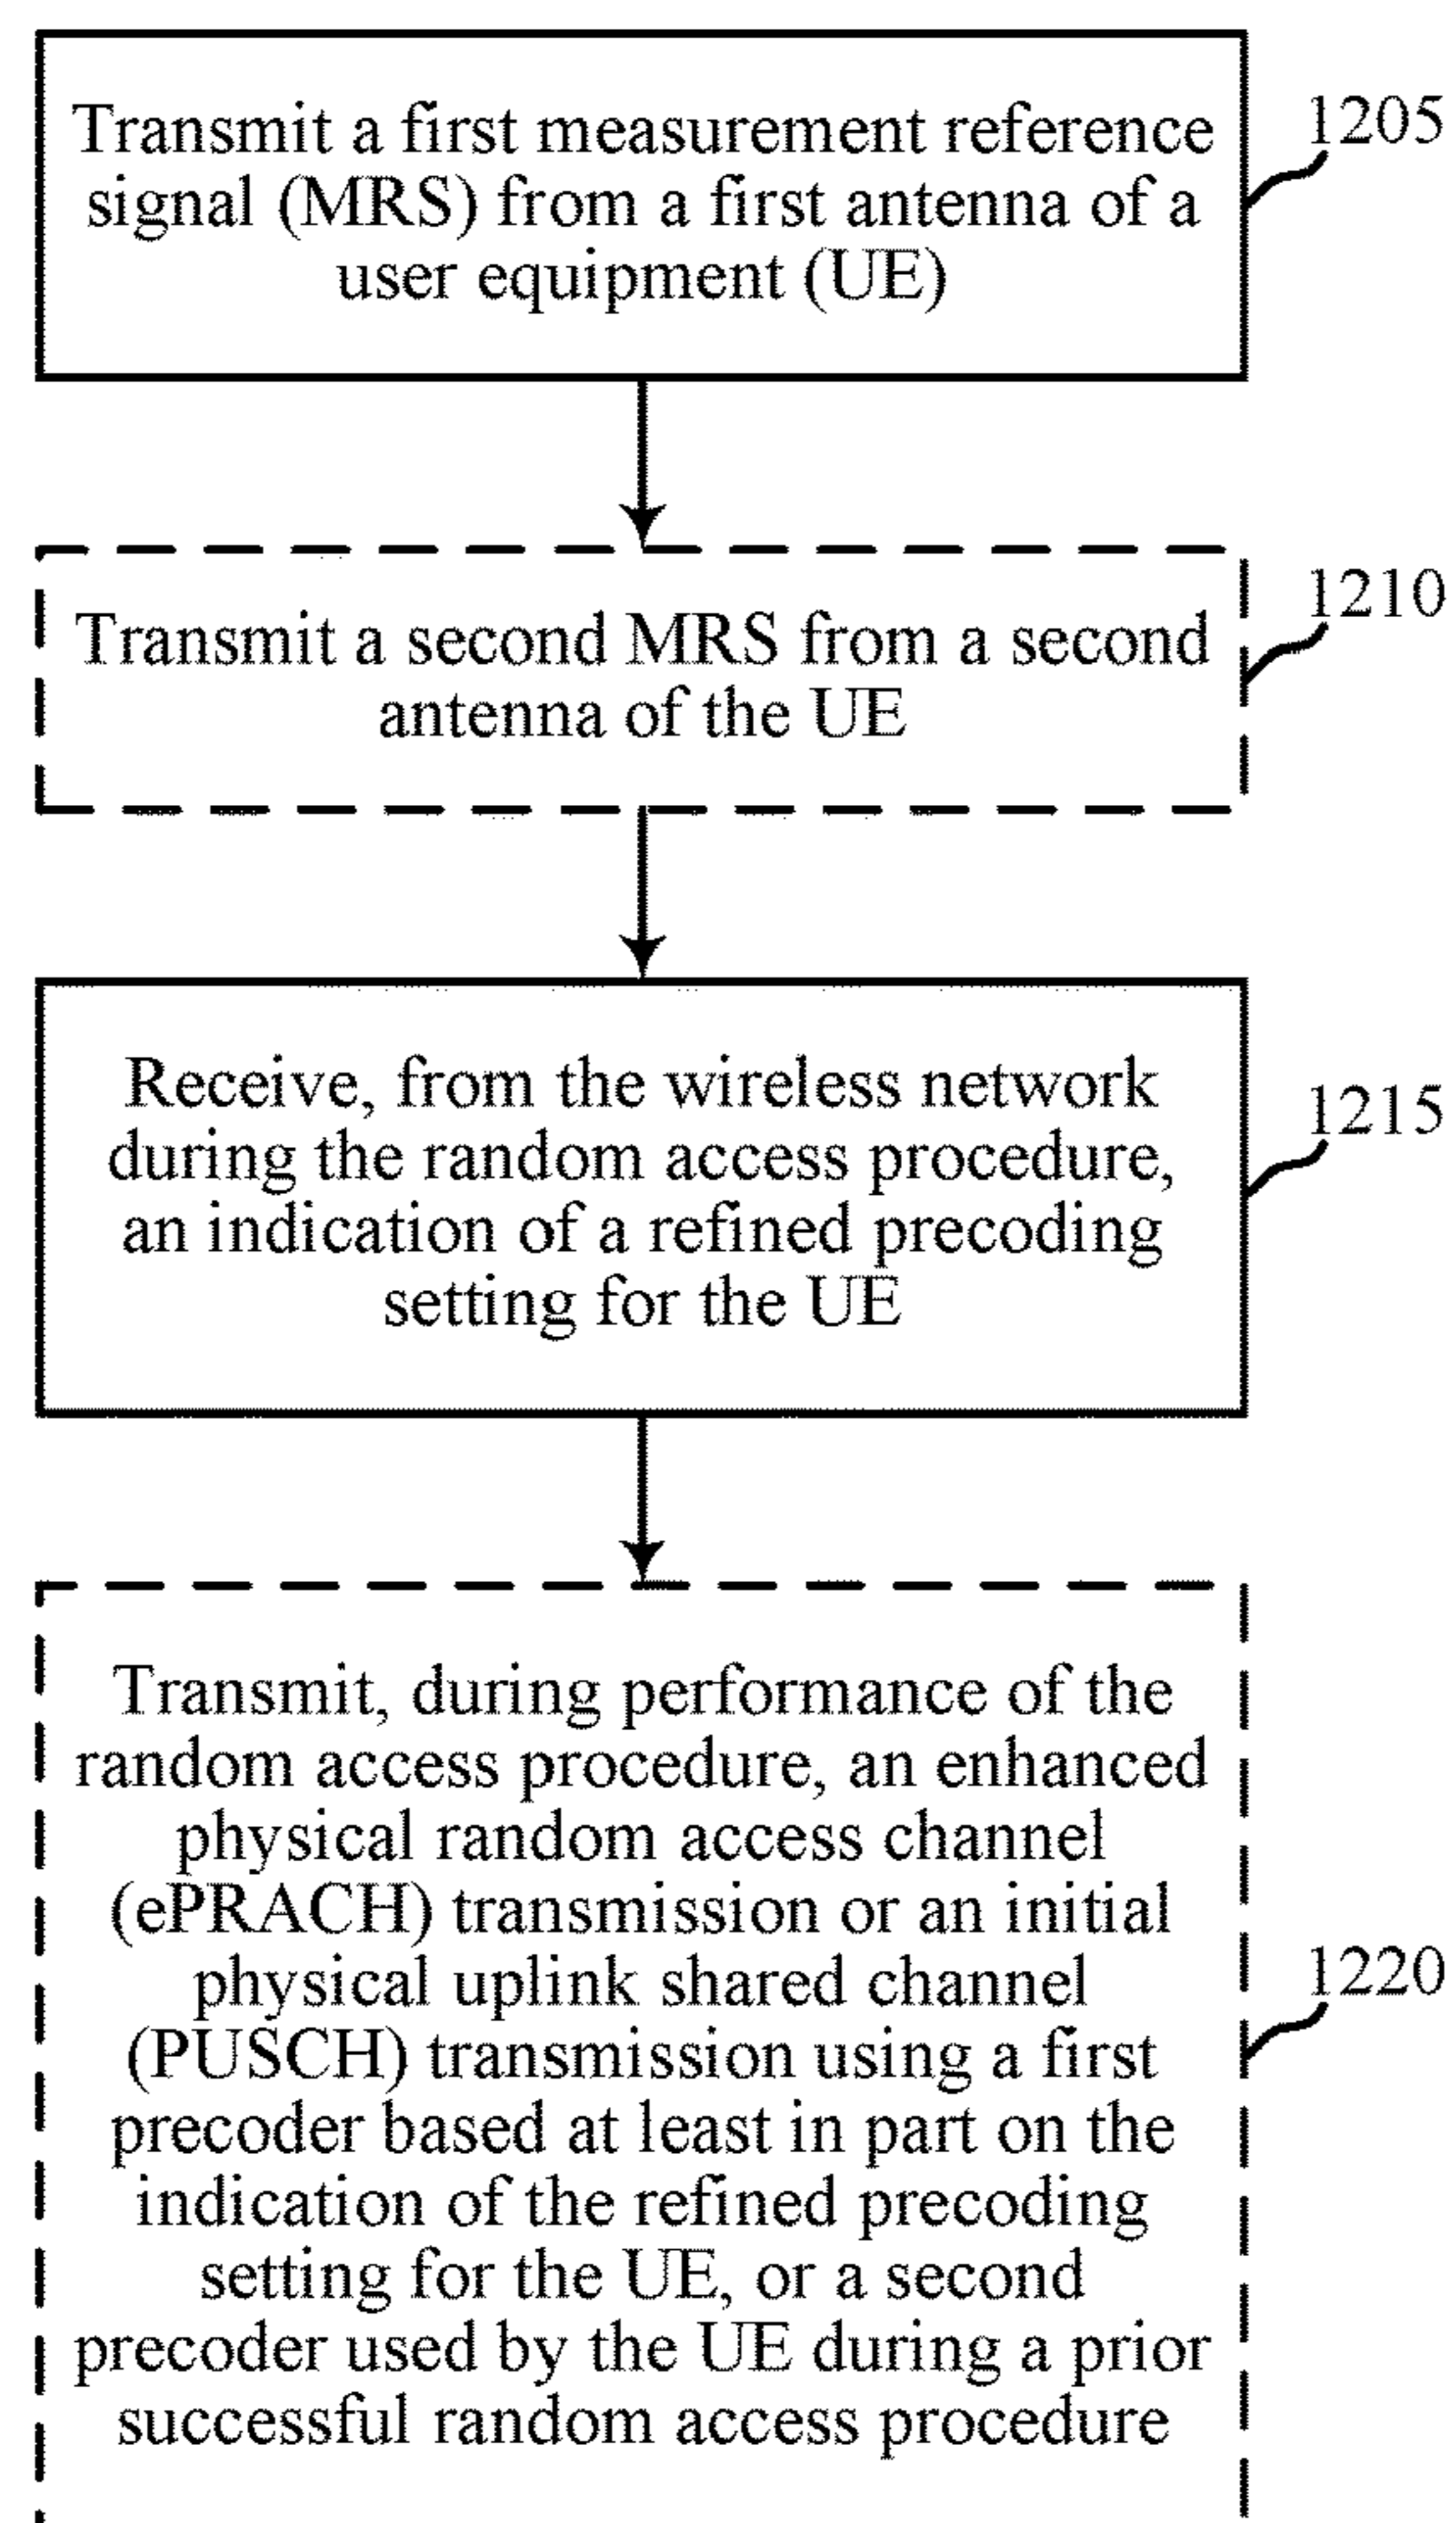 Transmit a first measurement reference
signal (MRS) from a first antenna of a
user equipment (UE)
1205
Transmit a second MRS from a second
antenna of the UE
1210
Receive, from the wireless network
during the random access procedure,
an indication of a refined precoding
setting for the UE
1215
Transmit, during performance of the
random access procedure, an enhanced
physical random access channel
(ePRACH) transmission or an initial
physical uplink shared channel
(PUSCH) transmission using a first
precoder based at least in part on the
indication of the refined precoding
setting for the UE, or a second
precoder used by the UE during a prior
successful random access procedure
1220